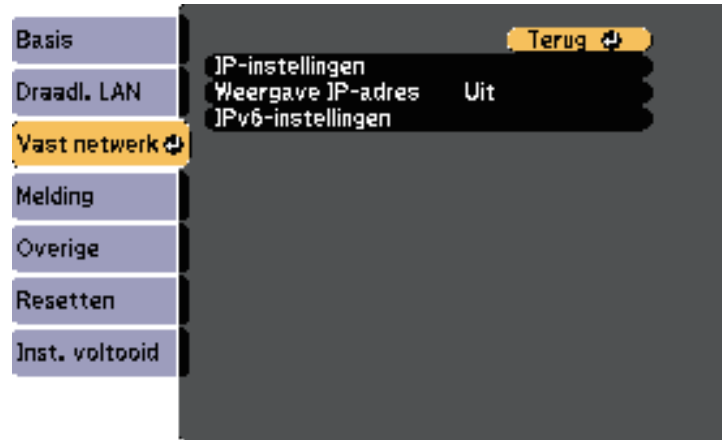 Basis
Draadl. LAN
Vast netwerk
Melding
Overige
Resetten
Inst. voltooid
Terug
IP-instellingen
Weergave IP-adres Uit
IPv6-instellingen